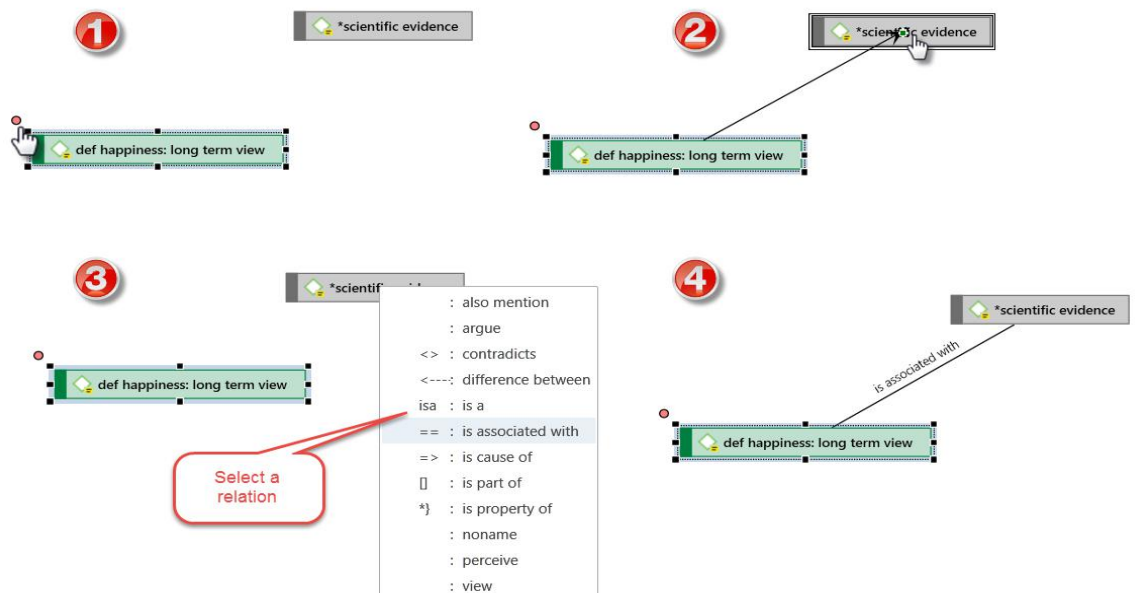 1
*scientific evidence
def happiness: long term view
2
*scientific evidence
def happiness: long term view
3
*scientif
def happiness: long term view
: also mention
: argue
<> : contradicts
<---: difference between
isa : is a
== : is associated with
=> : is cause of
[] : is part of
*} : is property of
: noname
: perceive
: view
Select a
relation
4
*scientific evidence
is associated with
def happiness: long term view